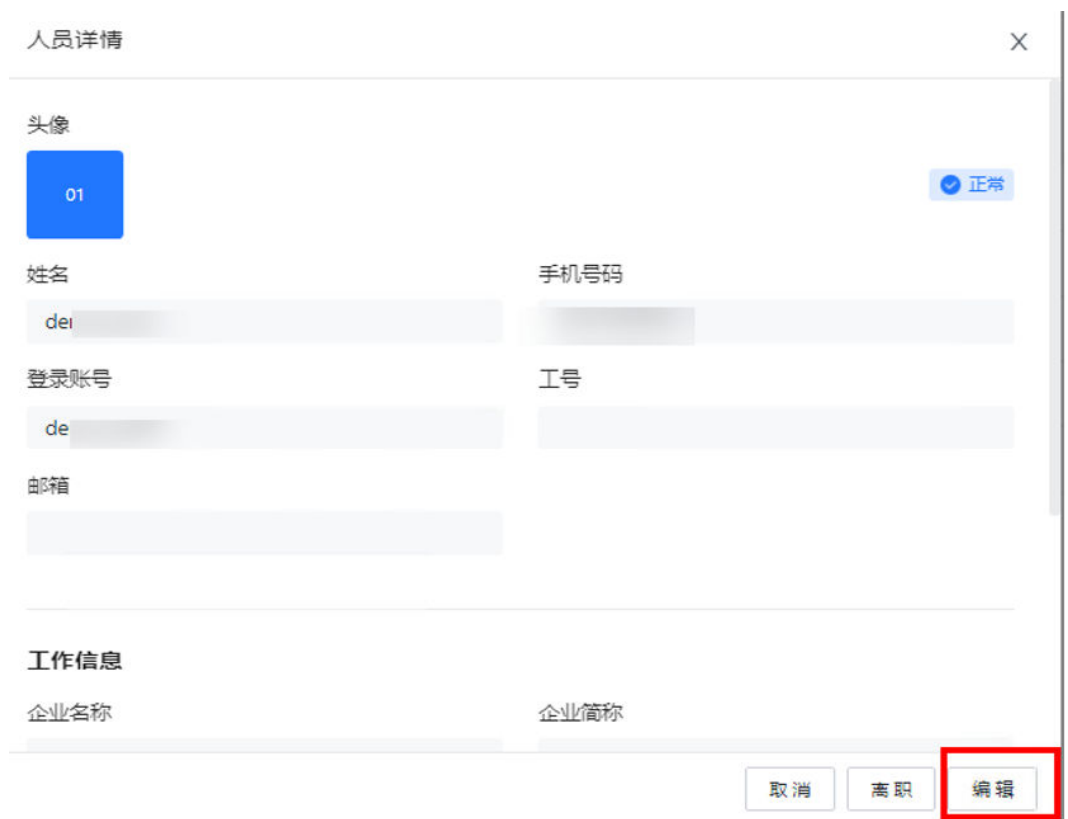 人员详情
头像
01
正常
姓名
手机号码
登录账号
工号
de
邮箱
工作信息
企业名称
企业简称
取消
离职
编辑